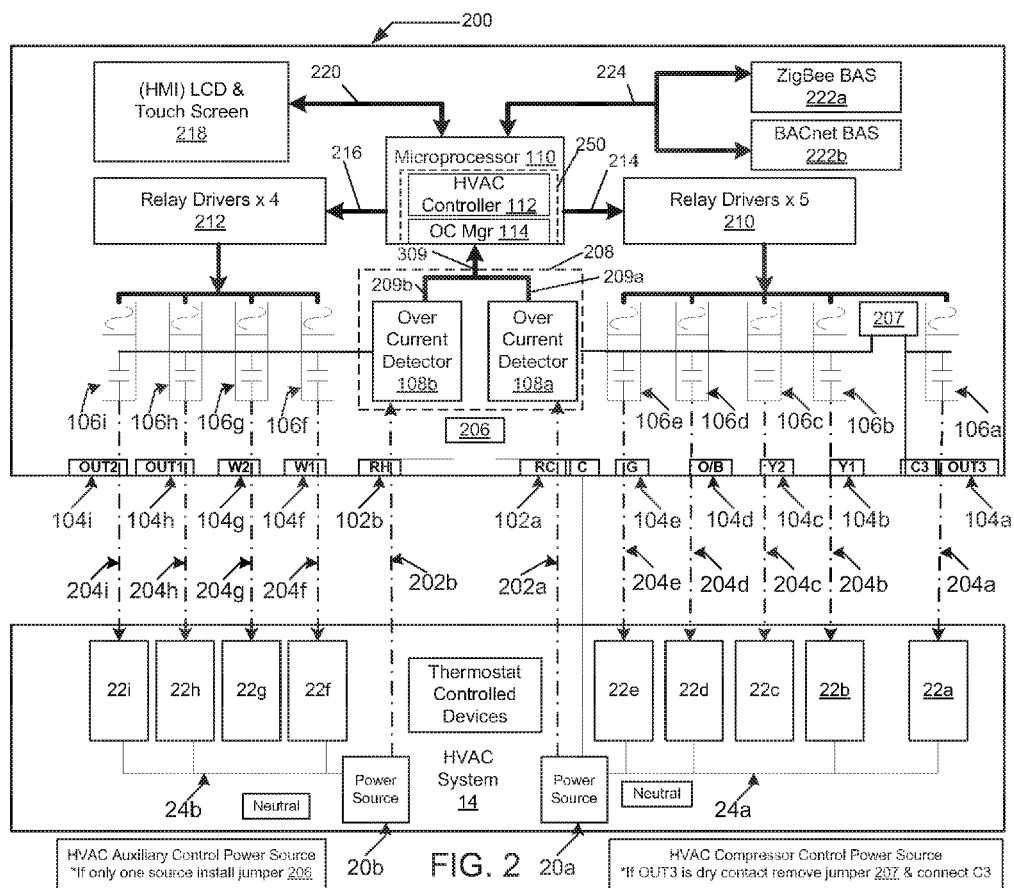 200
(HMI) LCD &
Touch Screen
218
220
224
ZigBee BAS
222a
BACnet BAS
222b
Microprocessor 110
250
216
214
HVAC
Controller 112
OC Mgr 114
Relay Drivers x 4
212
Relay Drivers x 5
210
309
208
209b
209a
Over
Current
Detector
108b
Over
Current
Detector
108a
207
106i
106h
106g
106f
206
106e
106d
106c
106b
106a
OUT2
OUT1
W2
W1
RH
RC
C
G
O/B
Y2
Y1
C3
OUT3
104i
104h
104g
104f
102b
102a
104e
104d
104c
104b
104a
204i
204h
204g
204f
202b
202a
204e
204d
204c
204b
204a
22i
22h
22g
22f
Thermostat
Controlled
Devices
22e
22d
22c
22b
22a
HVAC
System
14
Power
Source
Power
Source
24b
Neutral
Neutral
24a
20b
FIG. 2
20a
HVAC Auxiliary Control Power Source
*If only one source install jumper 206
HVAC Compressor Control Power Source
*If OUT3 is dry contact remove jumper 207 & connect C3